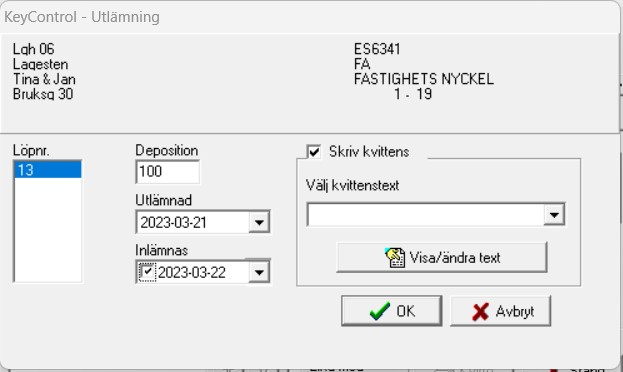 KeyControl - Utlämning
Lgh 06
Lagesten
Tina & Jan
Bruksg 30
ES6341
FA
FASTIGHETS NYCKEL
1 - 19
Löpnr.
13
Deposition
100
Utlämnad
2023-03-21
Inlämnas
2023-03-22
Skriv kvittens
Välj kvittenstext
Visa/ändra text
OK
Avbryt